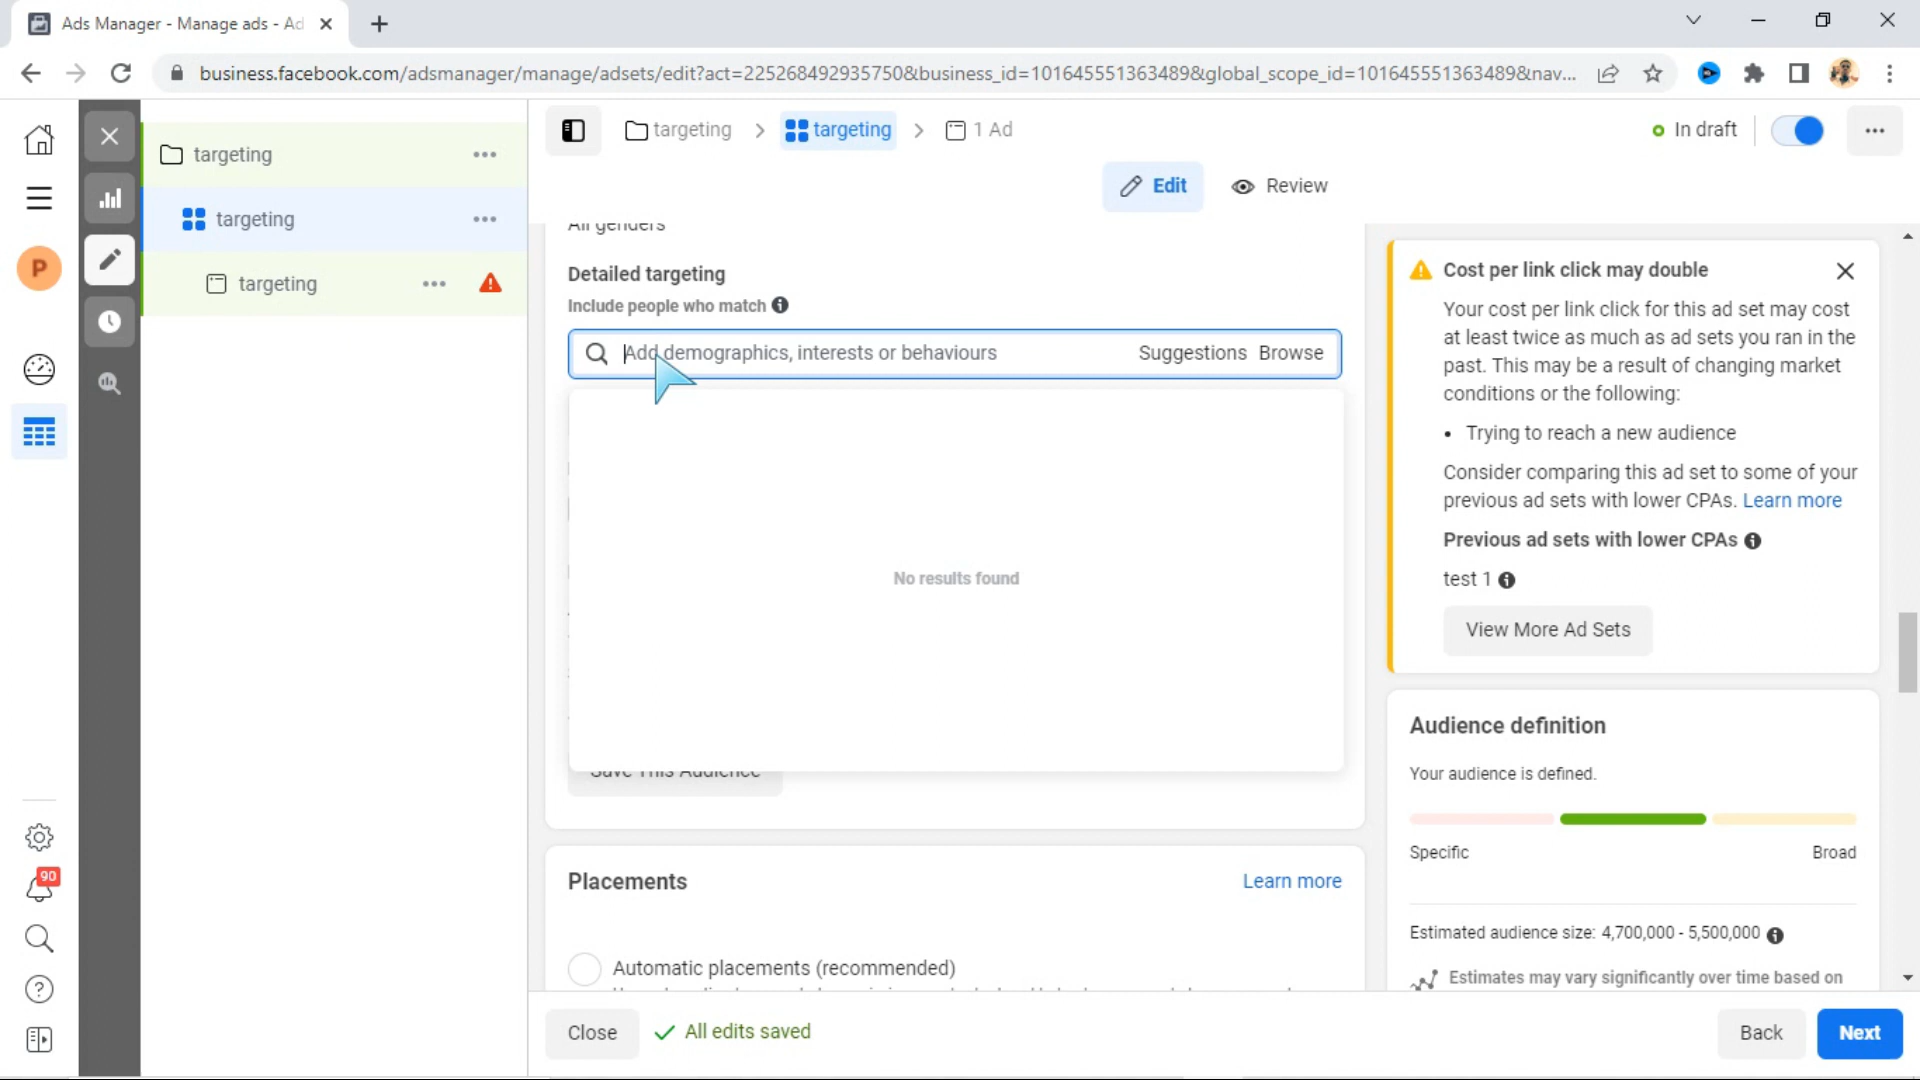 Ads Manager - Manage ads - Ad
business.facebook.com/adsmanager/manage/adsets/edit?act=225268492935750&business_id=101645551363489&global_scope_id=101645551363489&nav...
P
90
targeting
targeting
targeting
targeting > targeting > 1 Ad
In draft
Edit
Review
All genders
Detailed targeting
Include people who match
Add demographics, interests or behaviours
Suggestions Browse
No results found
Save This Audience
Placements
Learn more
Automatic placements (recommended)
Close
All edits saved
Back
Next
Cost per link click may double
Your cost per link click for this ad set may cost
at least twice as much as ad sets you ran in the
past. This may be a result of changing market
conditions or the following:
• Trying to reach a new audience
Consider comparing this ad set to some of your
previous ad sets with lower CPAs. Learn more
Previous ad sets with lower CPAs
test 1
View More Ad Sets
Audience definition
Your audience is defined.
Specific
Broad
Estimated audience size: 4,700,000 - 5,500,000
Estimates may vary significantly over time based on